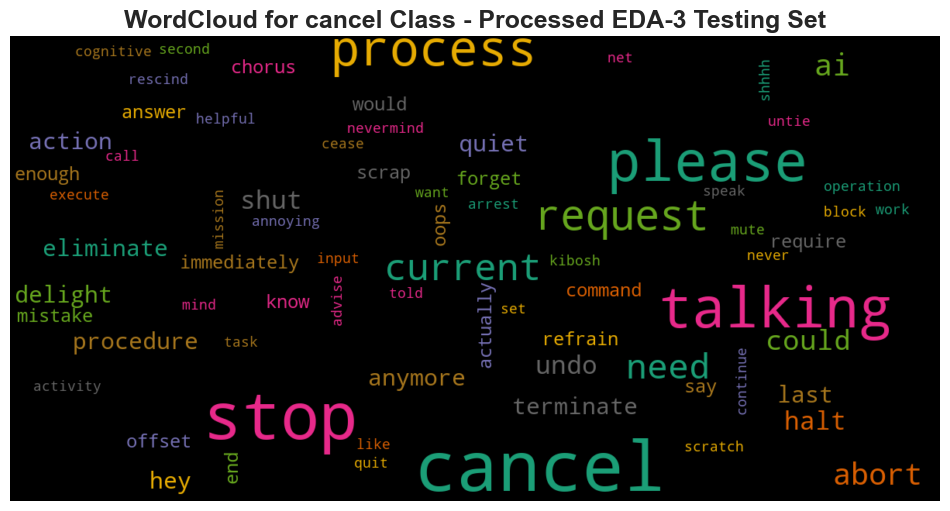 WordCloud for cancel Class - Processed EDA-3 Testing Set
cognitive second process net
chorus ai
rescind shhhh
answer helpful would
nevermind untie
action call cease quiet please
enough scrap forget speak operation
execute shut want
mission annoying oops arrest request block work
mute require
eliminate immediately input current kibosh never
delight mind know advise told actually set command talking
mistake
procedure task refrain could
activity anymore undo need say continue last
stop terminate halt
offset like scratch
hey end quit cancel abort